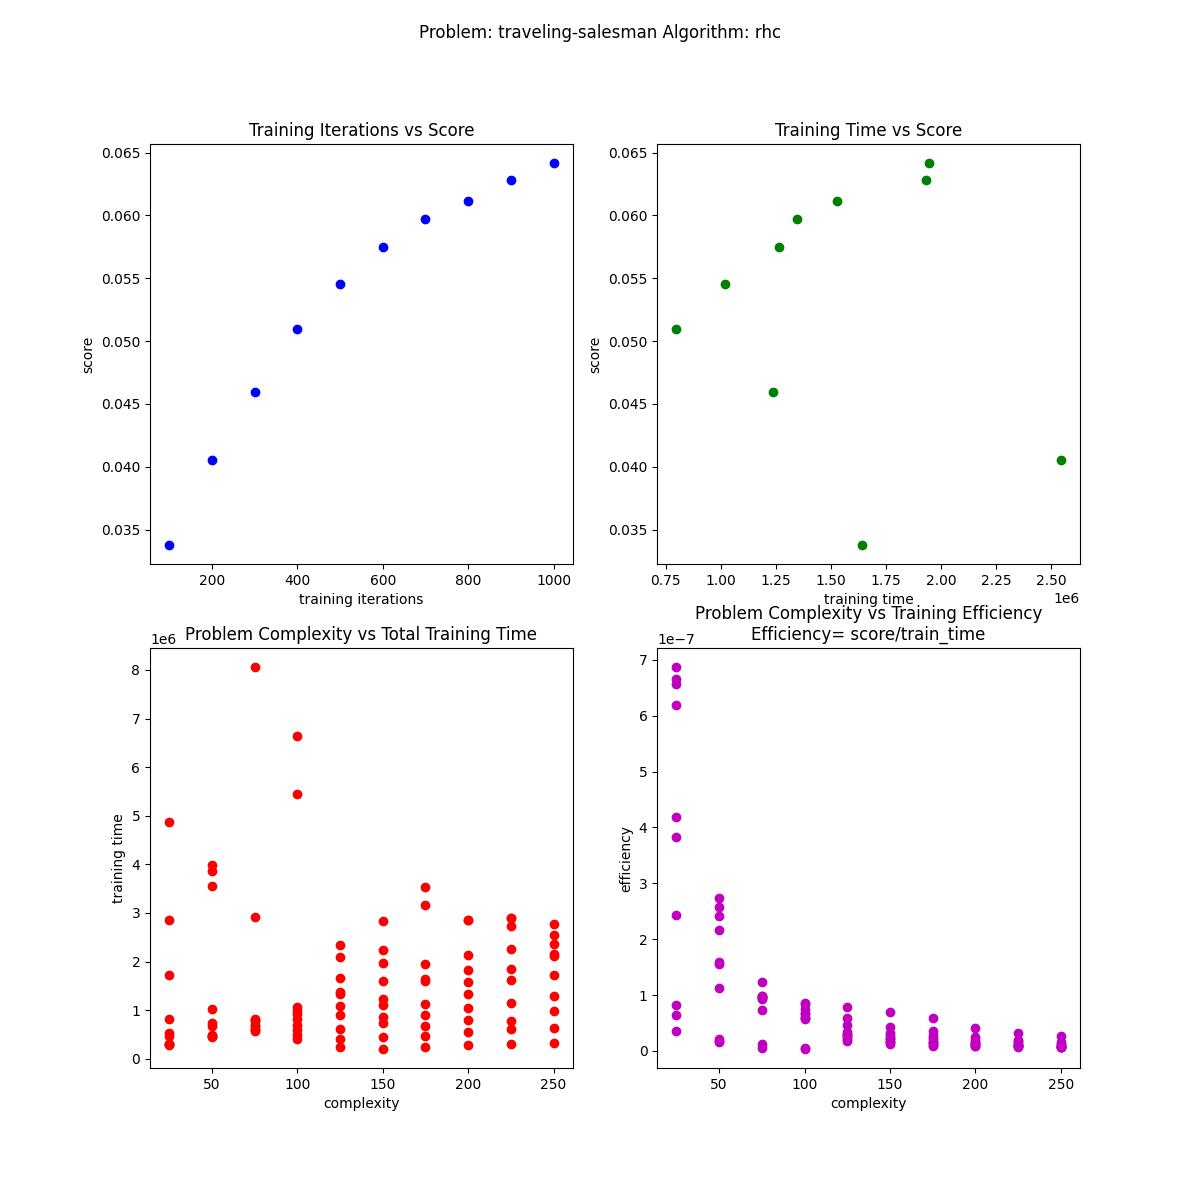 Problem: traveling-salesman Algorithm: rhc
Training Iterations vs Score
0.065
0.060
0.055
0.050
0.045
0.040
0.035
score
200 400 600 800 1000
training iterations
Training Time vs Score
0.065
0.060
0.055
0.050
0.045
0.040
0.035
score
0.75 1.00 1.25 1.50 1.75 2.00 2.25 2.50
training time
1e6
Problem Complexity vs Total Training Time
1e6
8
7
6
5
4
3
2
1
0
training time
50 100 150 200 250
complexity
Problem Complexity vs Training Efficiency
Efficiency= score/train_time
1e−7
7
6
5
4
3
2
1
0
efficiency
50 100 150 200 250
complexity